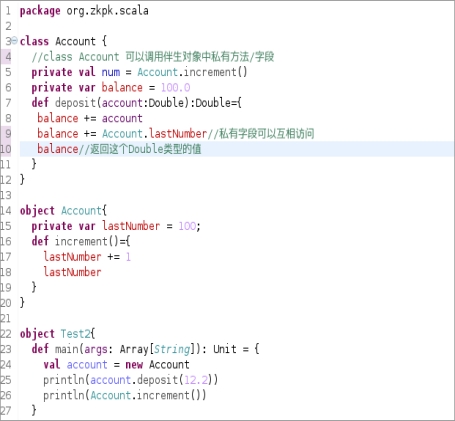 1 package org.zkpk.scala
2
3 class Account {
4 //class Account 可以调用伴生对象中私有方法/字段
5 private val num = Account.increment()
6 private var balance = 100.0
7 def deposit(account:Double):Double={
8 balance += account
9 balance += Account.lastNumber//私有字段可以互相访问
10 balance//返回这个Double类型的值
11 }
12 }
13
14 object Account{
15 private var lastNumber = 100;
16 def increment()={
17 lastNumber += 1
18 lastNumber
19 }
20 }
21
22 object Test2{
23 def main(args: Array[String]): Unit = {
24 val account = new Account
25 println(account.deposit(12.2))
26 println(Account.increment())
27 }